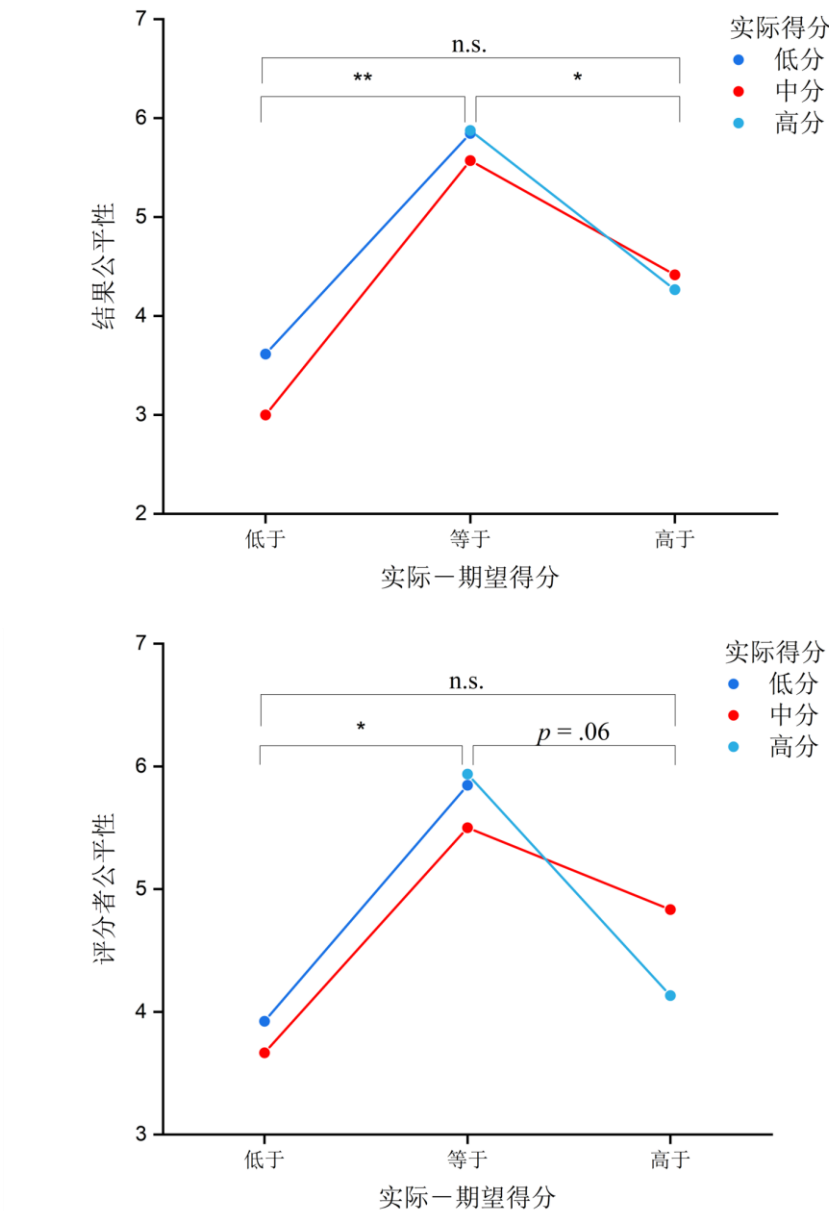 7
实际得分
n.s.
低分
** *
中分
6
高分
5
结果公平性
4
3
2
低于 等于 高于
实际－期望得分
7
实际得分
n.s.
低分
* p = .06
中分
高分
6
5
评分者公平性
4
3
低于 等于 高于
实际－期望得分